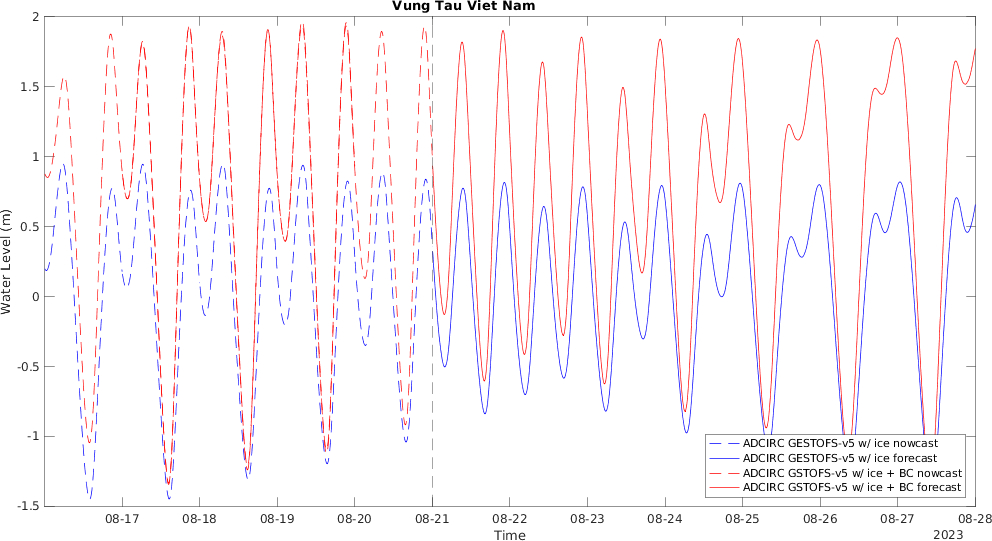 Vung Tau Viet Nam
2
1.5
1
0.5
0
-0.5
-1
-1.5
Water Level (m)
ADCIRC GESTOFS-v5 w/ ice nowcast
ADCIRC GESTOFS-v5 w/ ice forecast
ADCIRC GSTOFS-v5 w/ ice + BC nowcast
ADCIRC GSTOFS-v5 w/ ice + BC forecast
08-17 08-18 08-19 08-20 08-21 08-22 08-23 08-24 08-25 08-26 08-27 08-28
Time 2023